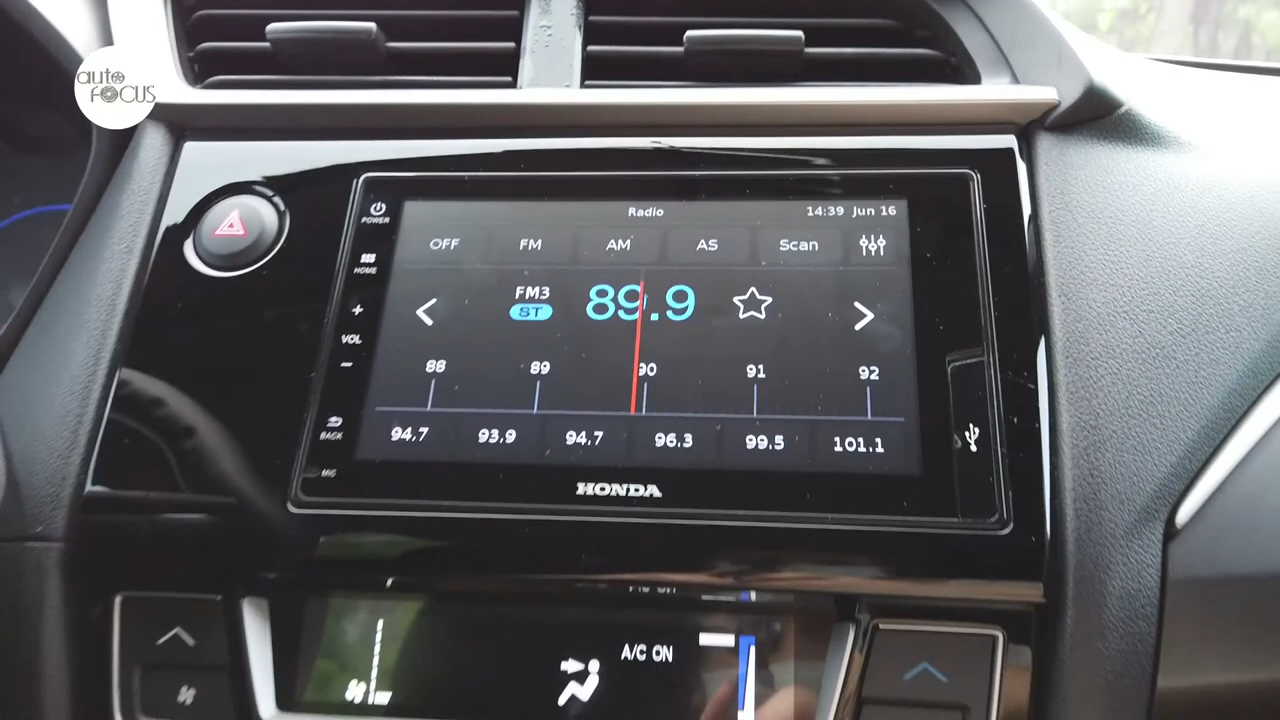 auto
FOCUS
POWER
HOME
+
VOL
−
BACK
MIC
Radio
14:39 Jun 16
OFF FM AM AS Scan
FM3
ST
89.9
88 89 90 91 92
94.7 93.9 94.7 96.3 99.5 101.1
HONDA
A/C ON